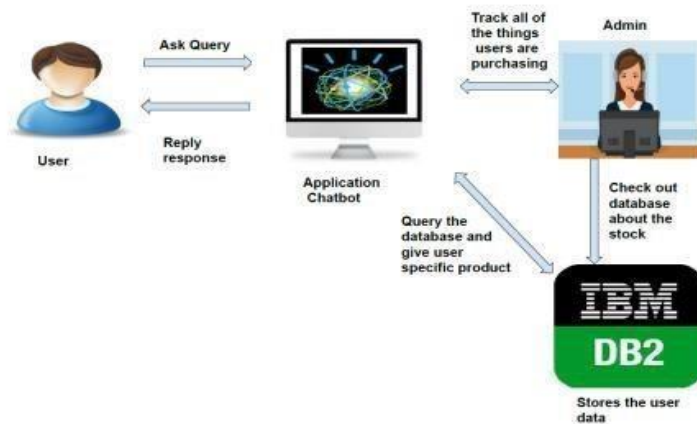 Ask Query
Reply
response
User
Application
Chatbot
Track all of
the things
users are
purchasing
Admin
Check out
database
about the
stock
Query the
database and
give user
specific product
IBM
DB2
Stores the user
data